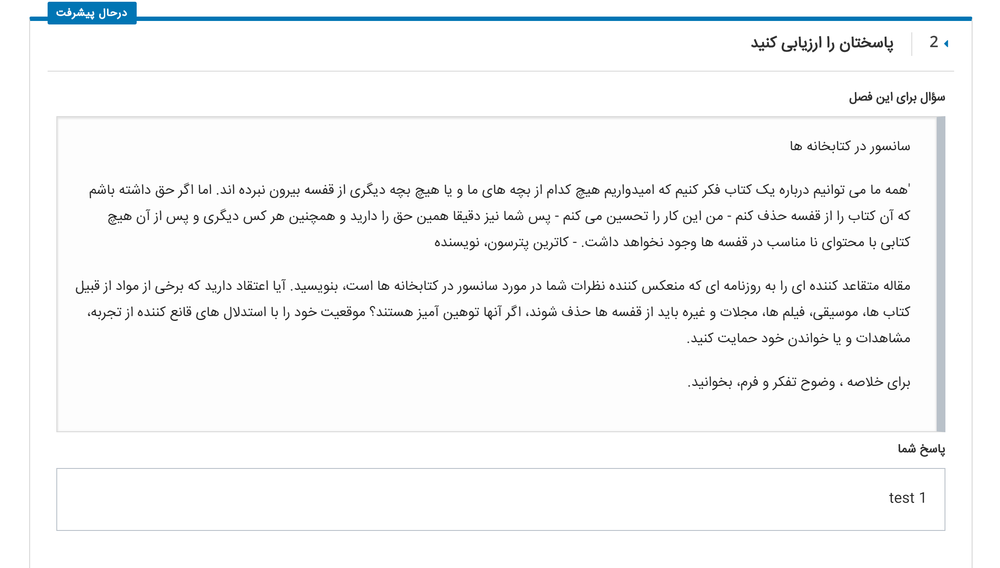 درحال پیشرفت
2 پاسختان را ارزیابی کنید
سؤال برای این فصل
سانسور در کتابخانه ها
'همه ما می توانیم درباره یک کتاب فکر کنیم که امیدواریم هیچ کدام از بچه های ما و یا هیچ بچه دیگری از قفسه بیرون نبرده اند. اما اگر حق داشته باشم
که آن کتاب را از قفسه حذف کنم - من این کار را تحسین می کنم - پس شما نیز دقیقا همین حق را دارید و همچنین هر کس دیگری و پس از آن هیچ
کتابی با محتوای نا مناسب در قفسه ها وجود نخواهد داشت. - کاترین پترسون، نویسنده
مقاله متقاعد کننده ای را به روزنامه ای که منعکس کننده نظرات شما در مورد سانسور در کتابخانه ها است، بنویسید. آیا اعتقاد دارید که برخی از مواد از قبیل
کتاب ها، موسیقی، فیلم ها، مجلات و غیره باید از قفسه ها حذف شوند، اگر آنها توهین آمیز هستند؟ موقعیت خود را با استدلال های قانع کننده از تجربه،
مشاهدات و یا خواندن خود حمایت کنید.
برای خلاصه ، وضوح تفکر و فرم، بخوانید.
پاسخ شما
test 1